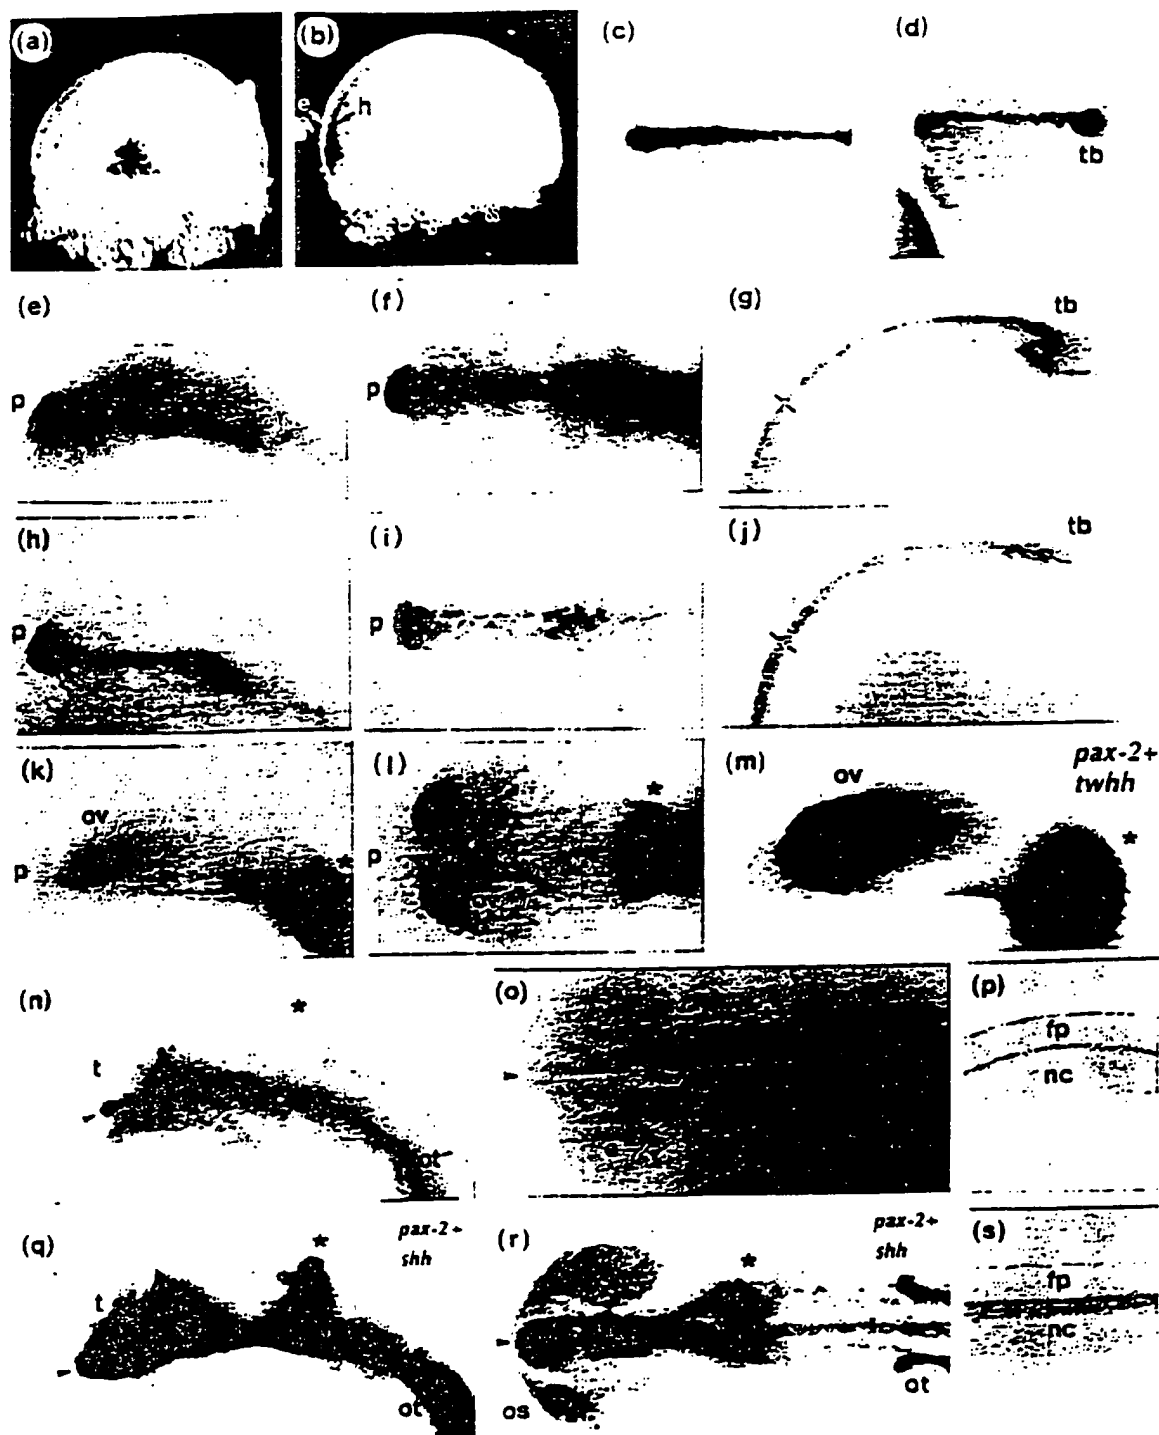 (a)
(b)
e
h
(c)
(d)
tb
(e)
p
(f)
p
(g)
tb
(h)
p
(i)
p
(j)
tb
(k)
ov
p
*
(l)
*
p
(m)
ov
pax-2+
twhh
*
(n)
*
t
ot
(o)
(p)
fp
nc
(q)
pax-2+
shh
*
t
ot
(r)
pax-2+
shh
*
os
ot
(s)
fp
nc